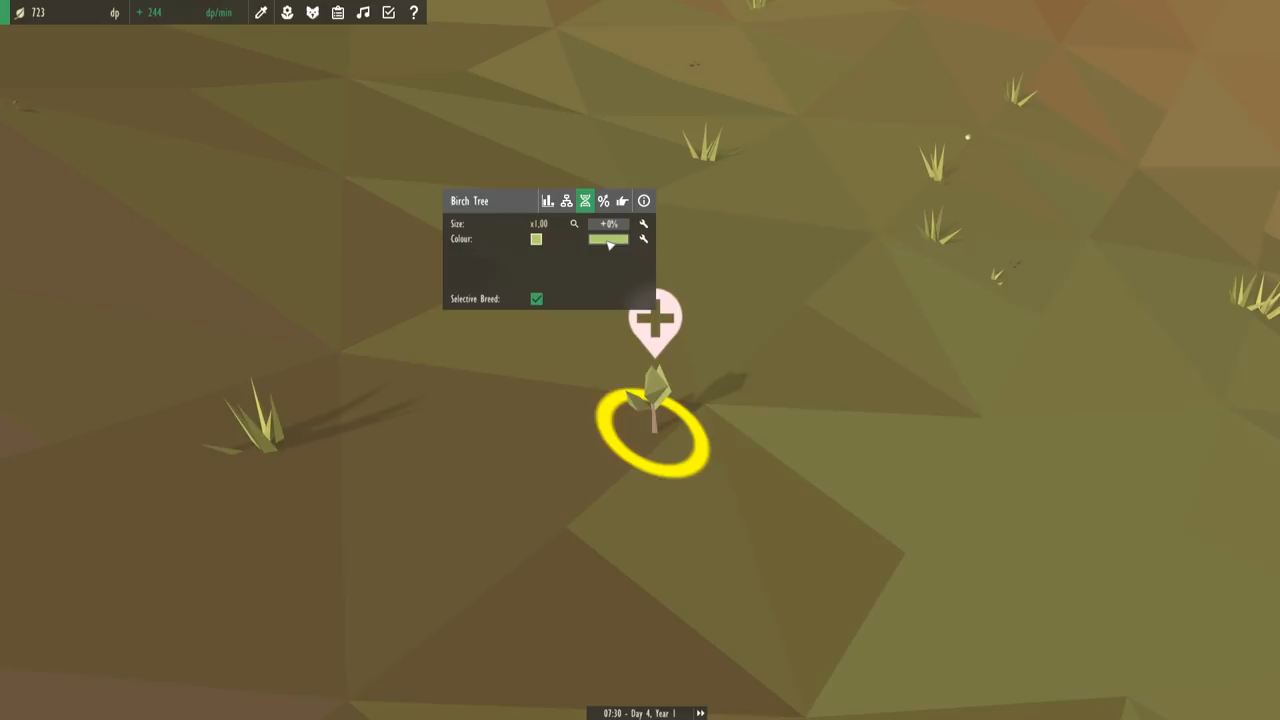 723 dp + 244 dp/min ?
Birch Tree %
Size: x1.00 +0%
Colour:
Selective Breed:
07:30 - Day 4, Year 1